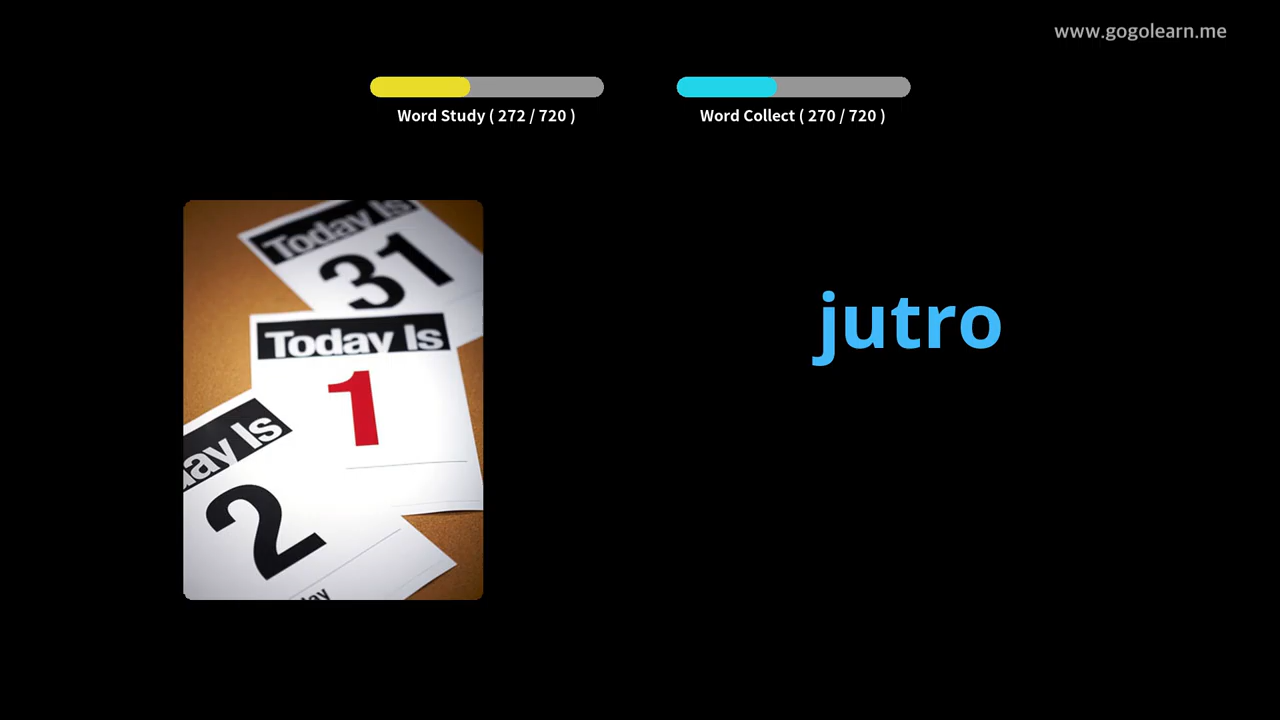 www.gogolearn.me
Word Study ( 272 / 720 )
Word Collect ( 270 / 720 )
Today Is
31
Today Is
1
ay Is
2
ay
jutro